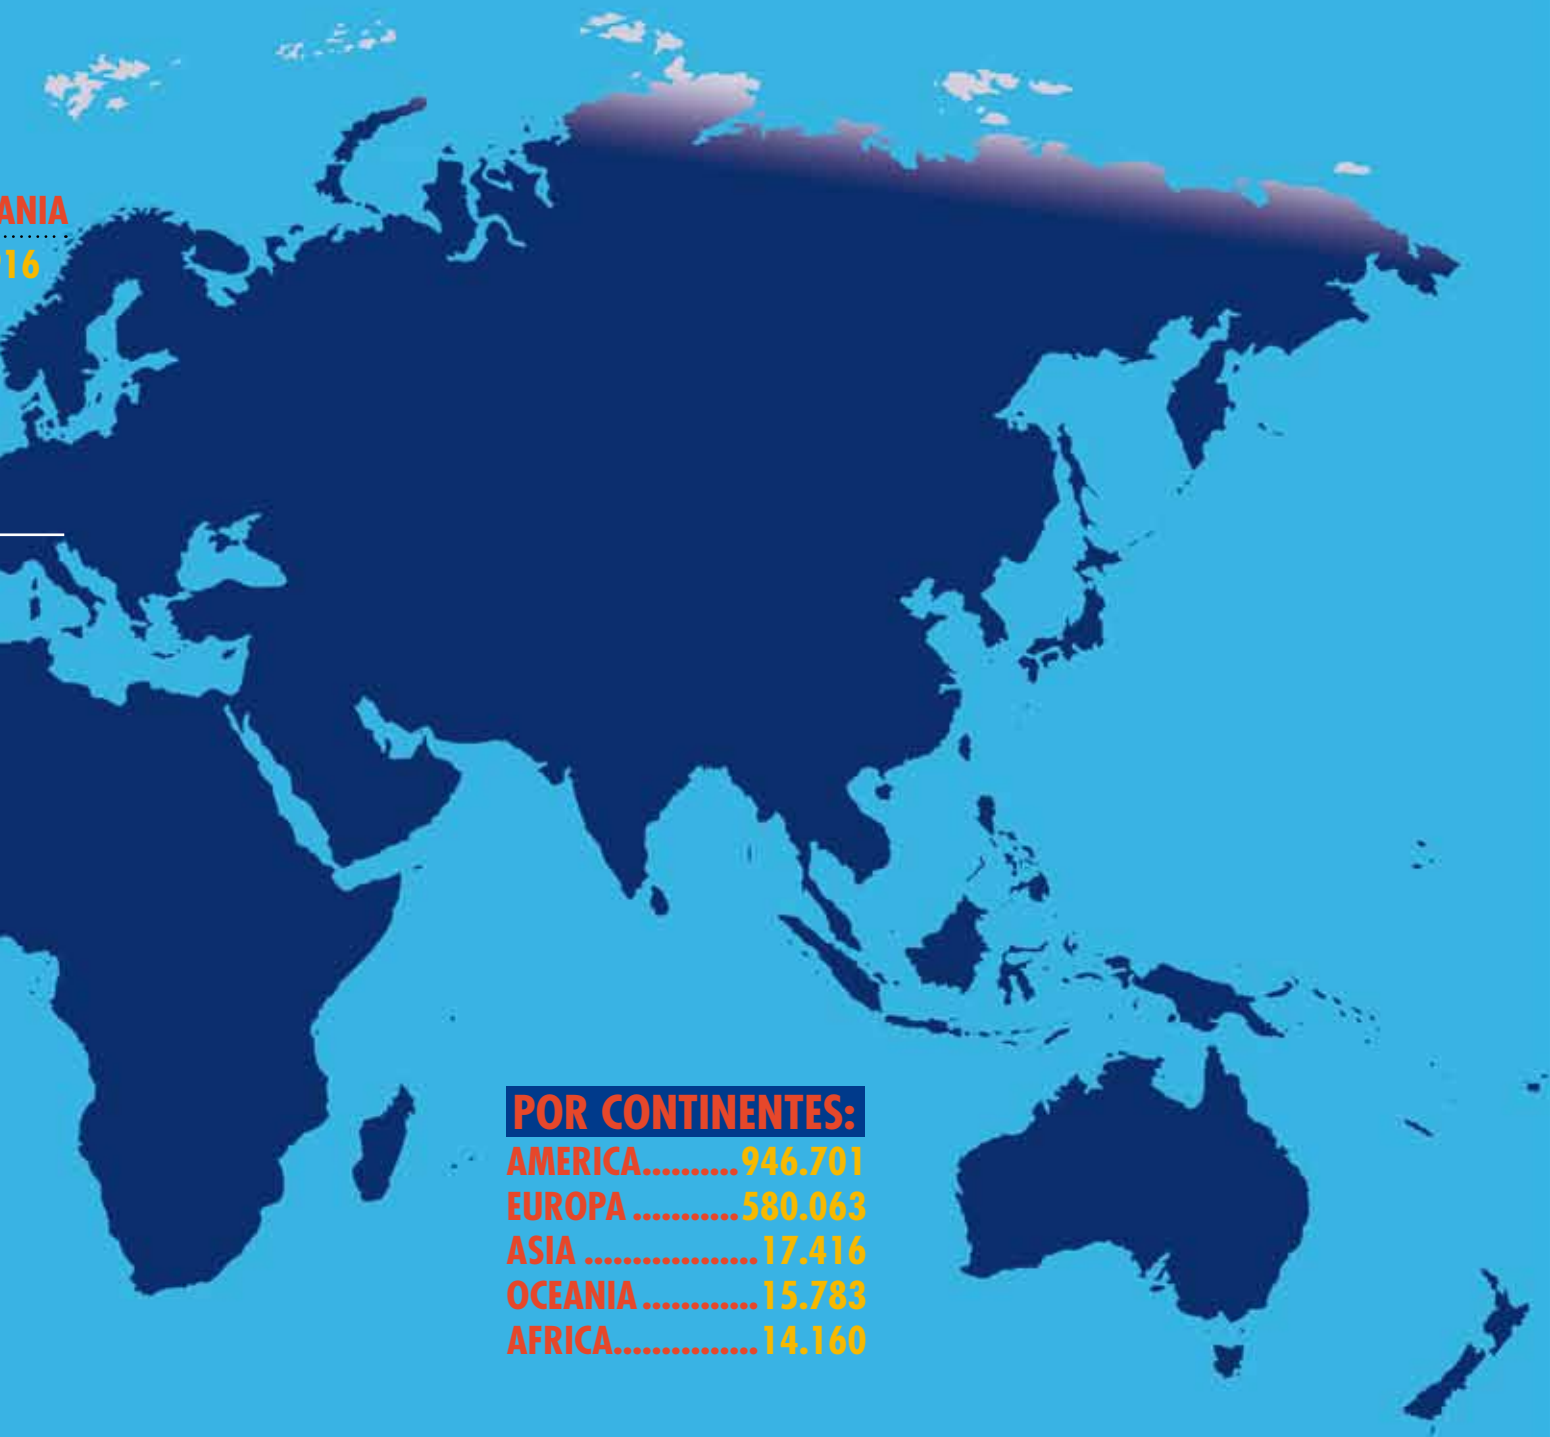 ANIA
16
POR CONTINENTES:
AMERICA..........946.701
EUROPA ...........580.063
ASIA ..................17.416
OCEANIA ............15.783
AFRICA...............14.160